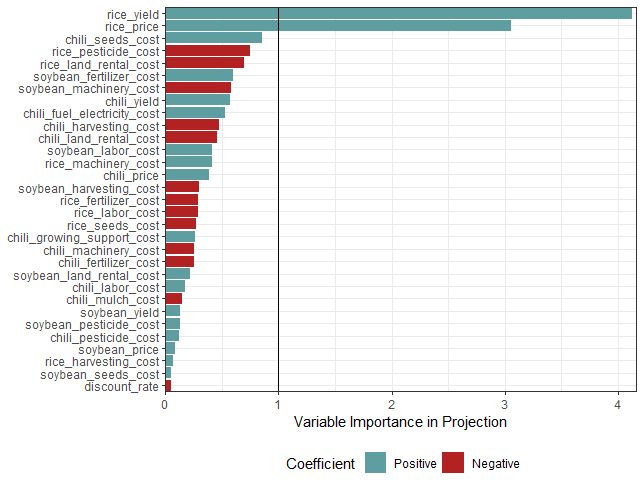 rice_yield
rice_price
chili_seeds_cost
rice_pesticide_cost
rice_land_rental_cost
soybean_fertilizer_cost
soybean_machinery_cost
chili_yield
chili_fuel_electricity_cost
chili_harvesting_cost
chili_land_rental_cost
soybean_labor_cost
rice_machinery_cost
chili_price
soybean_harvesting_cost
rice_fertilizer_cost
rice_labor_cost
rice_seeds_cost
chili_growing_support_cost
chili_machinery_cost
chili_fertilizer_cost
soybean_land_rental_cost
chili_labor_cost
chili_mulch_cost
soybean_yield
soybean_pesticide_cost
chili_pesticide_cost
soybean_price
rice_harvesting_cost
soybean_seeds_cost
discount_rate
0 1 2 3 4
Variable Importance in Projection
Coefficient Positive Negative